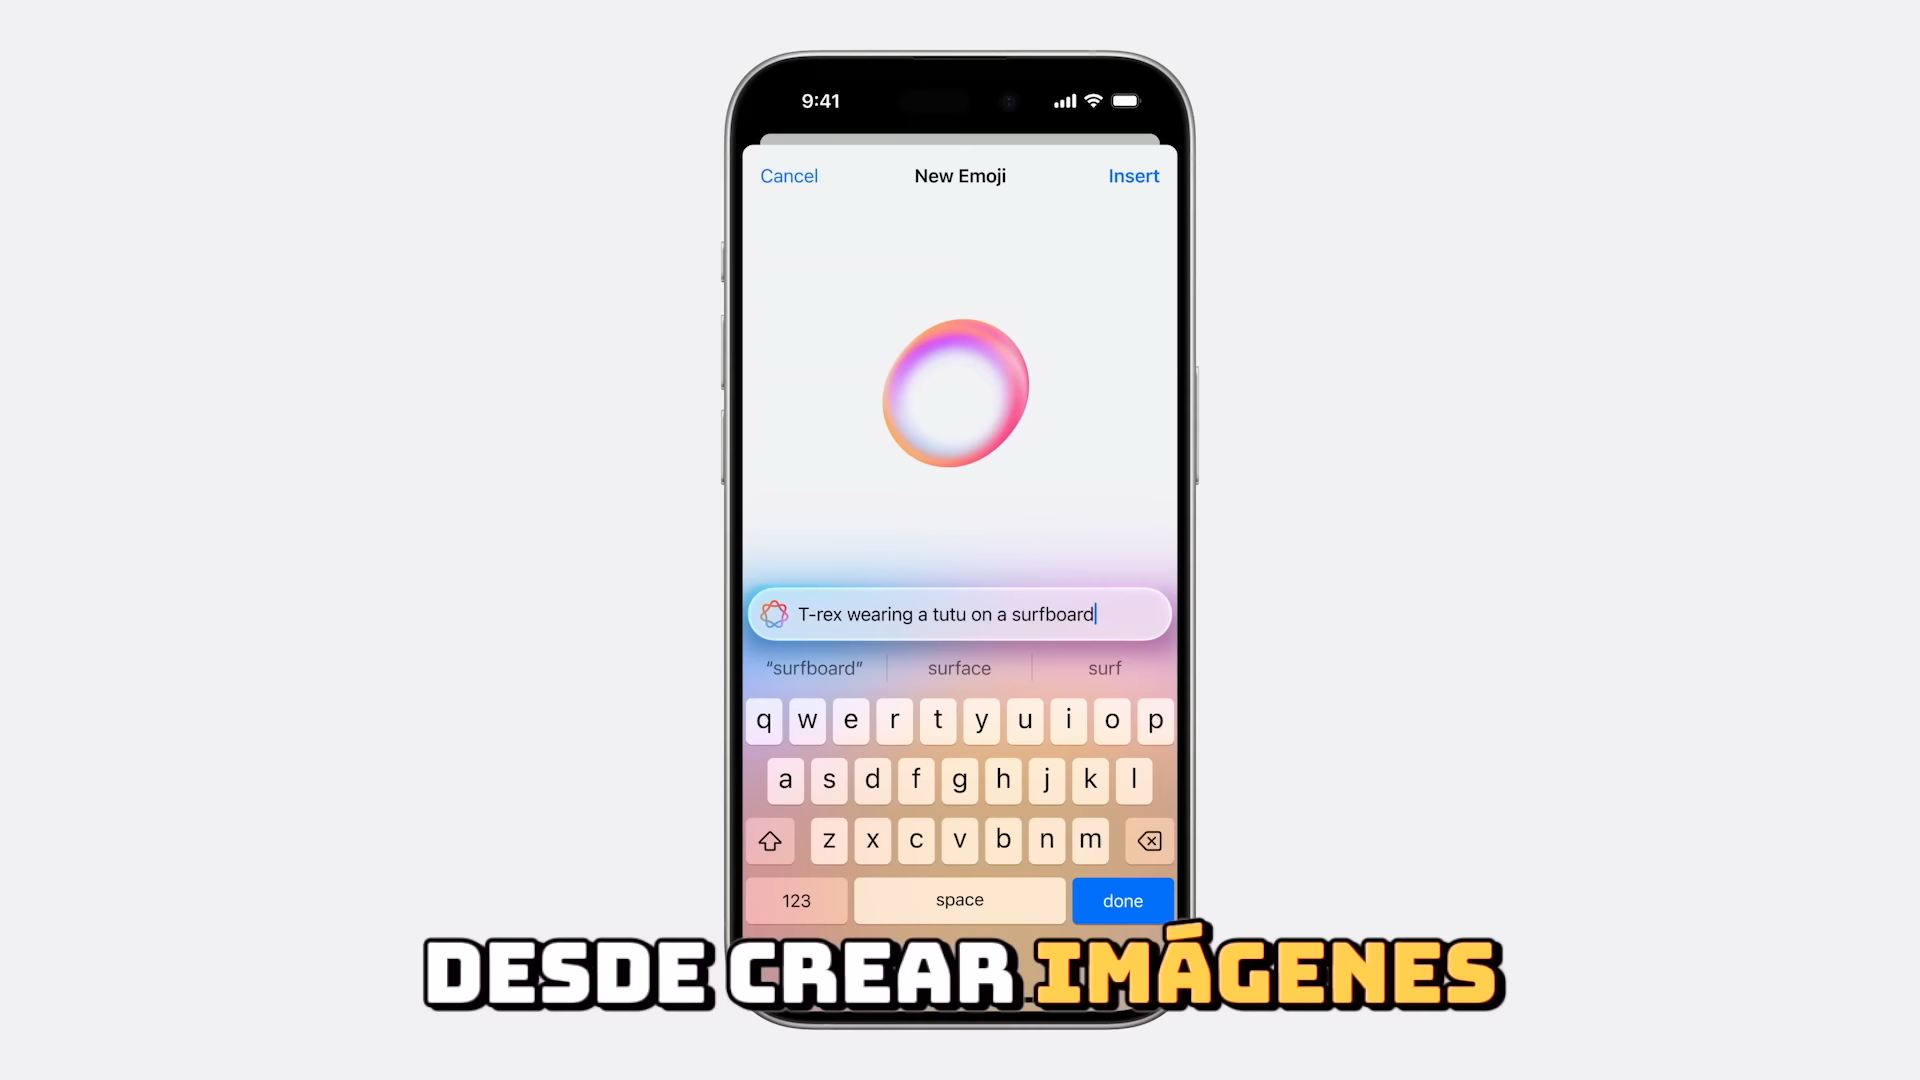 9:41
Cancel New Emoji Insert
T-rex wearing a tutu on a surfboard
“surfboard” surface surf
q w e r t y u i o p
a s d f g h j k l
z x c v b n m
123 space done
DESDE CREAR IMÁGENES